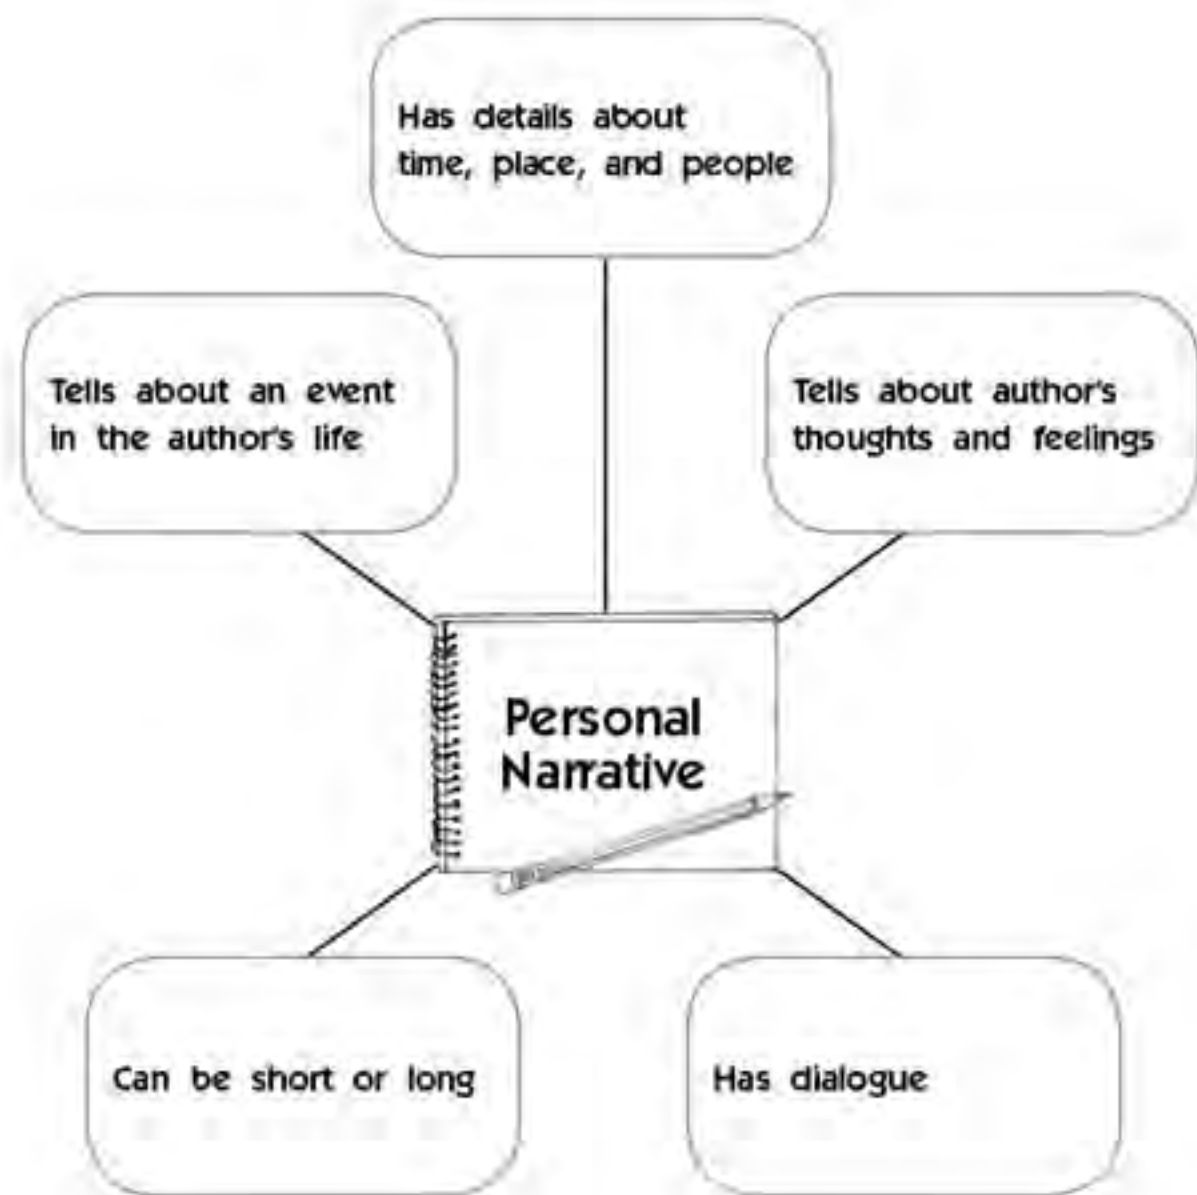 Has details about
time, place, and people
Tells about an event
in the author's life
Tells about author's
thoughts and feelings
Personal
Narrative
Can be short or long
Has dialogue